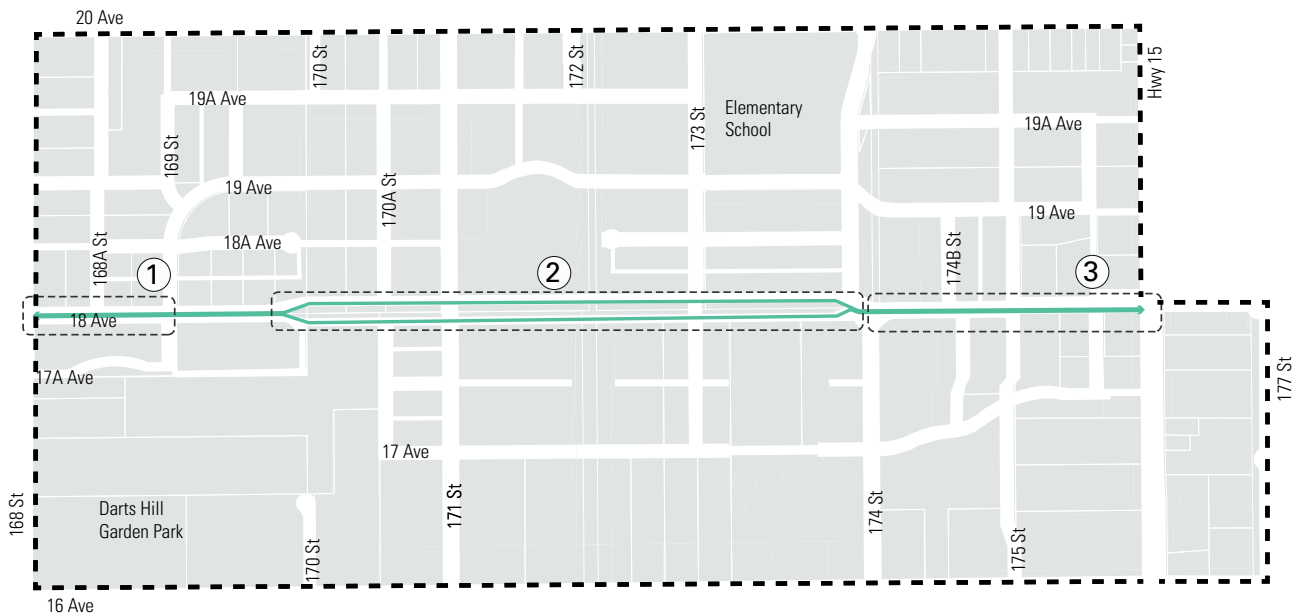 20 Ave
170 St
172 St
Hwy 15
19A Ave
Elementary
School
173 St
19A Ave
169 St
19 Ave
170A St
19 Ave
18A Ave
168A St
174B St
1
2
3
18 Ave
17A Ave
177 St
17 Ave
168 St
Darts Hill
Garden Park
170 St
171 St
174 St
175 St
16 Ave